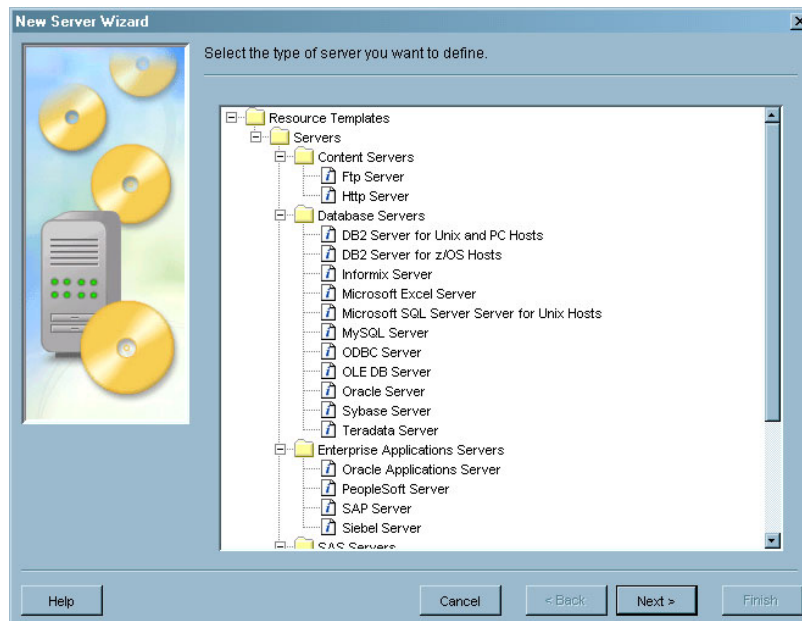 New Server Wizard
Select the type of server you want to define.
Resource Templates
Servers
Content Servers
Ftp Server
Http Server
Database Servers
DB2 Server for Unix and PC Hosts
DB2 Server for z/OS Hosts
Informix Server
Microsoft Excel Server
Microsoft SQL Server Server for Unix Hosts
MySQL Server
ODBC Server
OLE DB Server
Oracle Server
Sybase Server
Teradata Server
Enterprise Applications Servers
Oracle Applications Server
PeopleSoft Server
SAP Server
Siebel Server
SAS Servers
Help
Cancel
< Back
Next >
Finish